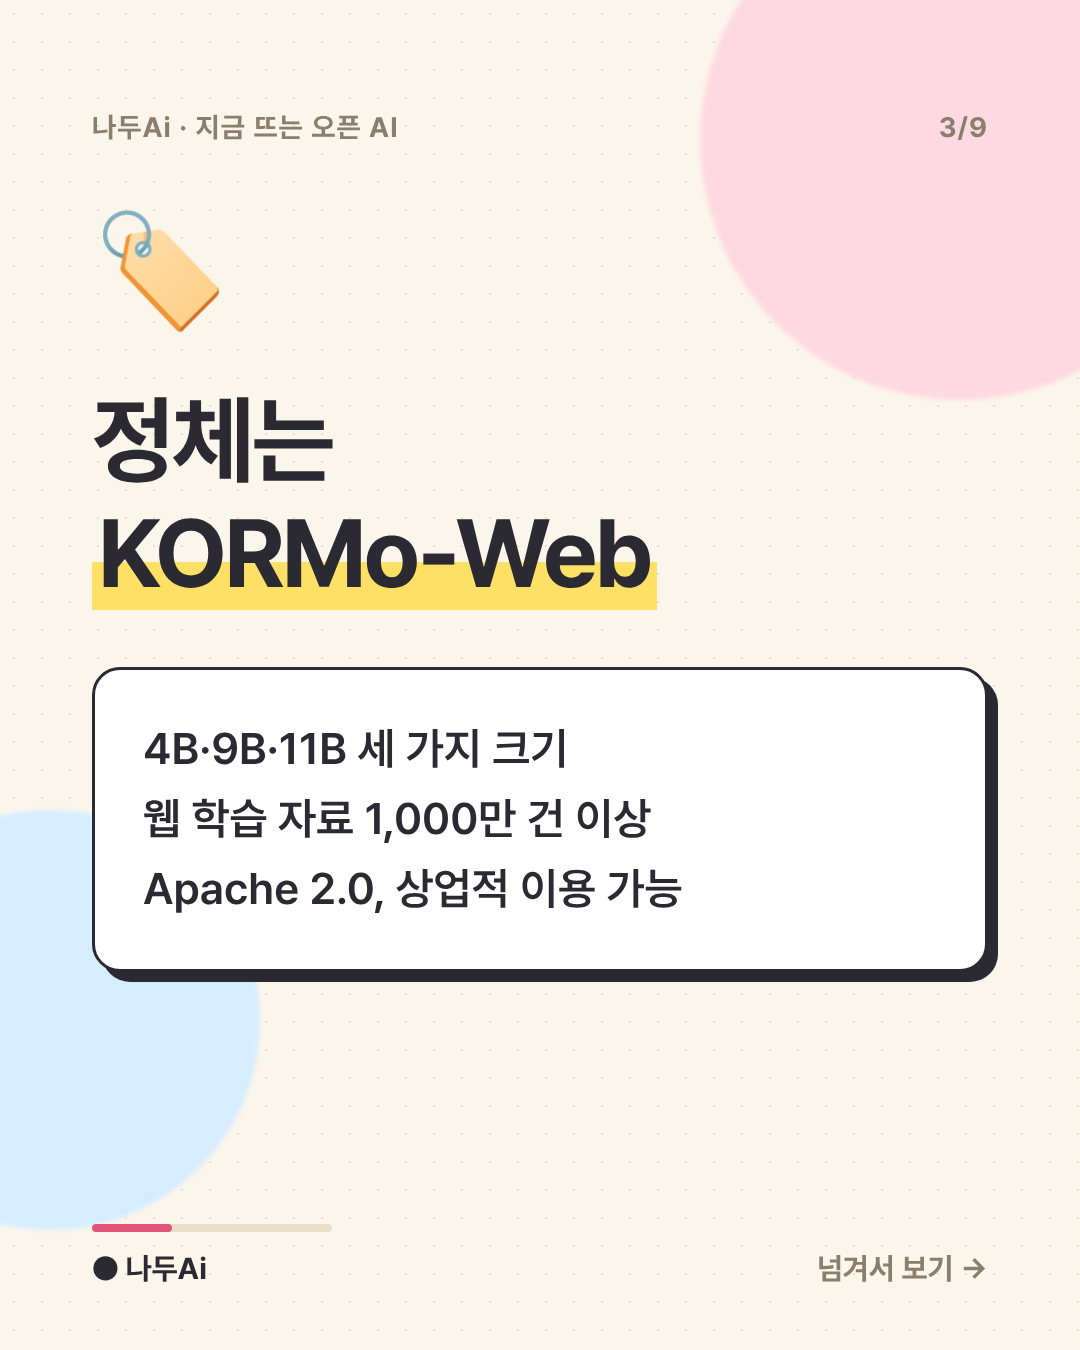 나두Ai · 지금 뜨는 오픈 AI
3/9
정체는
KORMo-Web
4B·9B·11B 세 가지 크기
웹 학습 자료 1,000만 건 이상
Apache 2.0, 상업적 이용 가능
● 나두Ai
넘겨서 보기 →